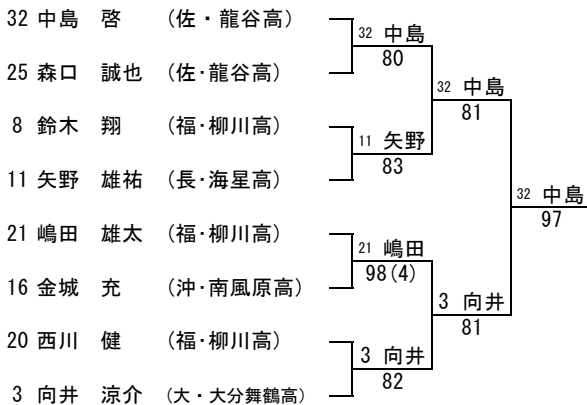 32 中島 啓 (佐・龍谷高)
32 中島
80
25 森口 誠也 (佐・龍谷高)
32 中島
81
8 鈴木 翔 (福・柳川高)
11 矢野
83
11 矢野 雄祐 (長・海星高)
32 中島
97
21 嶋田 雄太 (福・柳川高)
21 嶋田
98(4)
16 金城 充 (沖・南風原高)
3 向井
81
20 西川 健 (福・柳川高)
3 向井
82
3 向井 涼介 (大・大分舞鶴高)